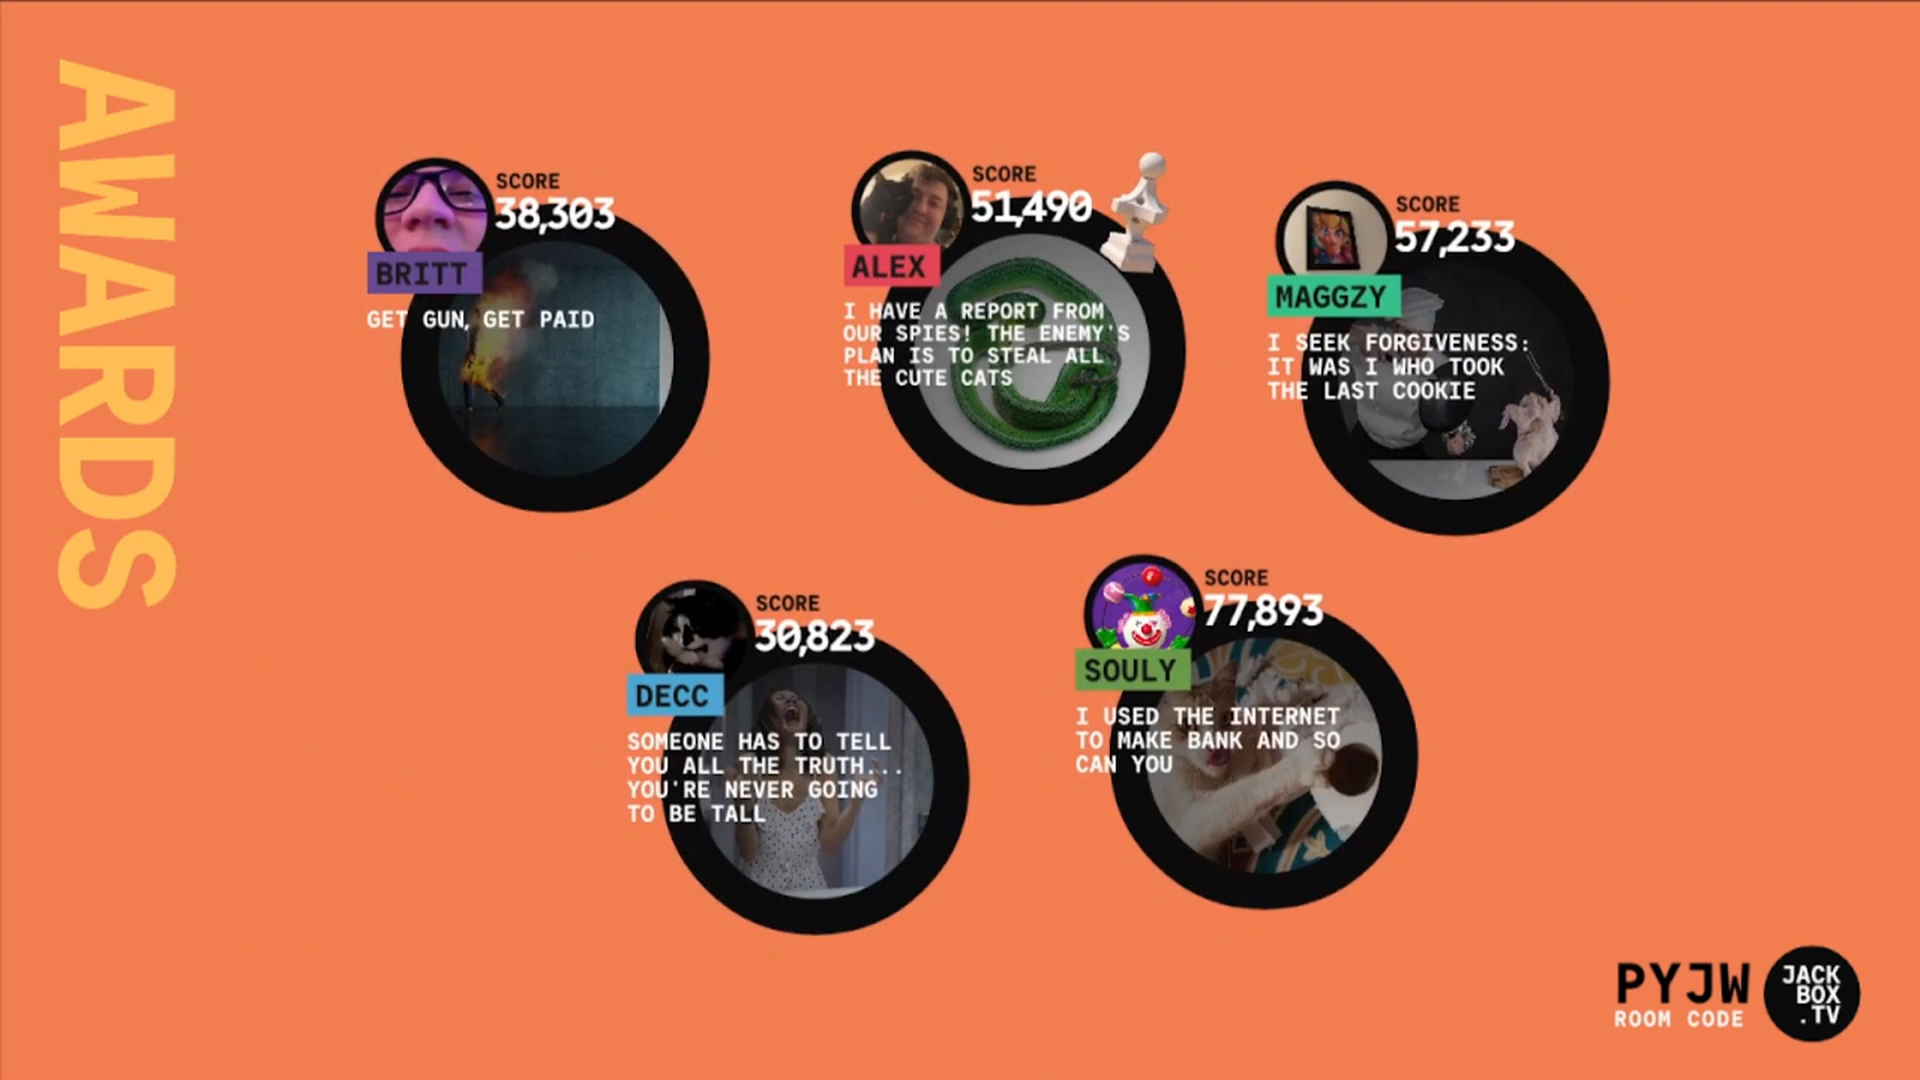 AWARDS
SCORE
38,303
BRITT
GET GUN, GET PAID
SCORE
51,490
ALEX
I HAVE A REPORT FROM
OUR SPIES! THE ENEMY'S
PLAN IS TO STEAL ALL
THE CUTE CATS
SCORE
57,233
MAGGZY
I SEEK FORGIVENESS:
IT WAS I WHO TOOK
THE LAST COOKIE
SCORE
30,823
DECC
SOMEONE HAS TO TELL
YOU ALL THE TRUTH...
YOU'RE NEVER GOING
TO BE TALL
SCORE
77,893
SOULY
I USED THE INTERNET
TO MAKE BANK AND SO
CAN YOU
PYJW
ROOM CODE
JACK
BOX
.TV